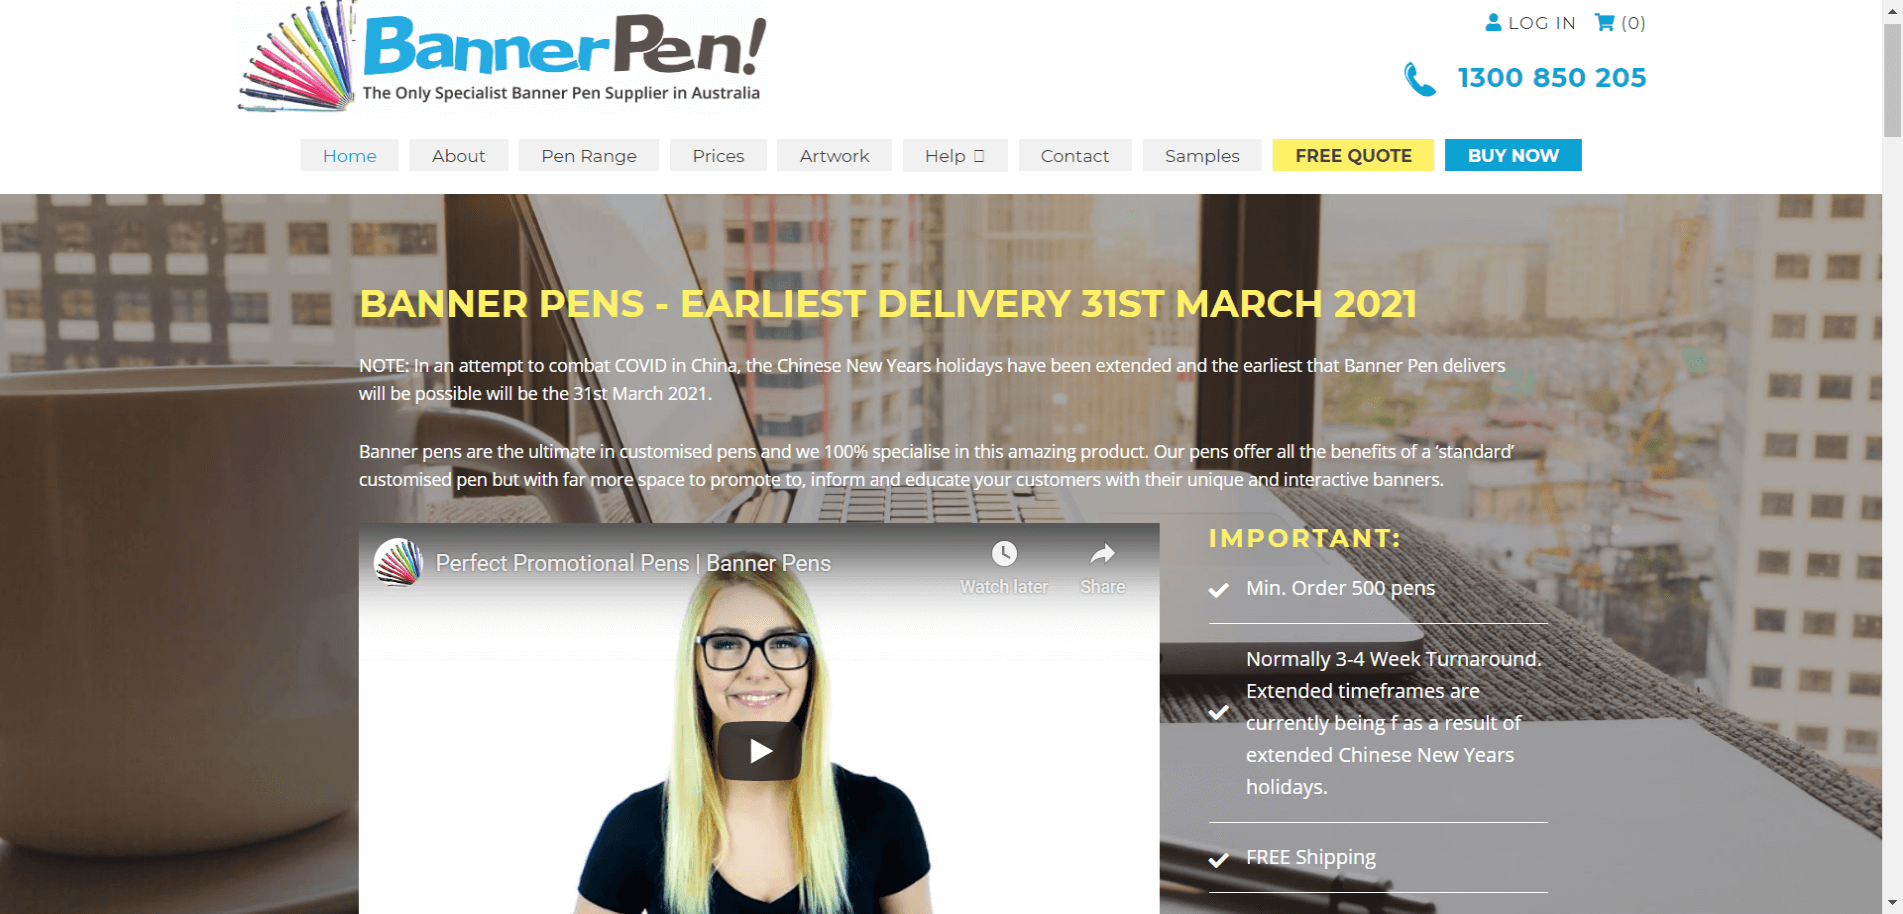 BannerPen!
The Only Specialist Banner Pen Supplier in Australia
LOG IN (0)
1300 850 205
Home About Pen Range Prices Artwork Help Contact Samples FREE QUOTE BUY NOW
BANNER PENS - EARLIEST DELIVERY 31ST MARCH 2021
NOTE: In an attempt to combat COVID in China, the Chinese New Years holidays have been extended and the earliest that Banner Pen delivers
will be possible will be the 31st March 2021.
Banner pens are the ultimate in customised pens and we 100% specialise in this amazing product. Our pens offer all the benefits of a ‘standard’
customised pen but with far more space to promote to, inform and educate your customers with their unique and interactive banners.
Perfect Promotional Pens | Banner Pens
Watch later Share
IMPORTANT:
Min. Order 500 pens
Normally 3-4 Week Turnaround.
Extended timeframes are
currently being f as a result of
extended Chinese New Years
holidays.
FREE Shipping